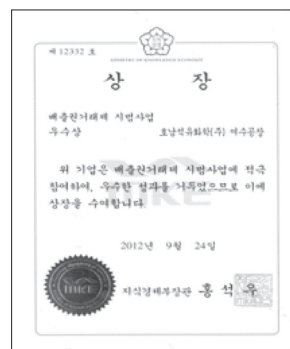 제 12332 호
MINISTRY OF KNOWLEDGE ECONOMY
상 장
배출권거래제 시범사업
우수상 호남석유화학(주) 여수공장
위 기업은 배출권거래제 시범사업에 적극
참여하여, 우수한 성과를 거두었으므로 이에
상장을 수여합니다.
2012년 9월 24일
지식경제부장관 홍 석 우
MKE